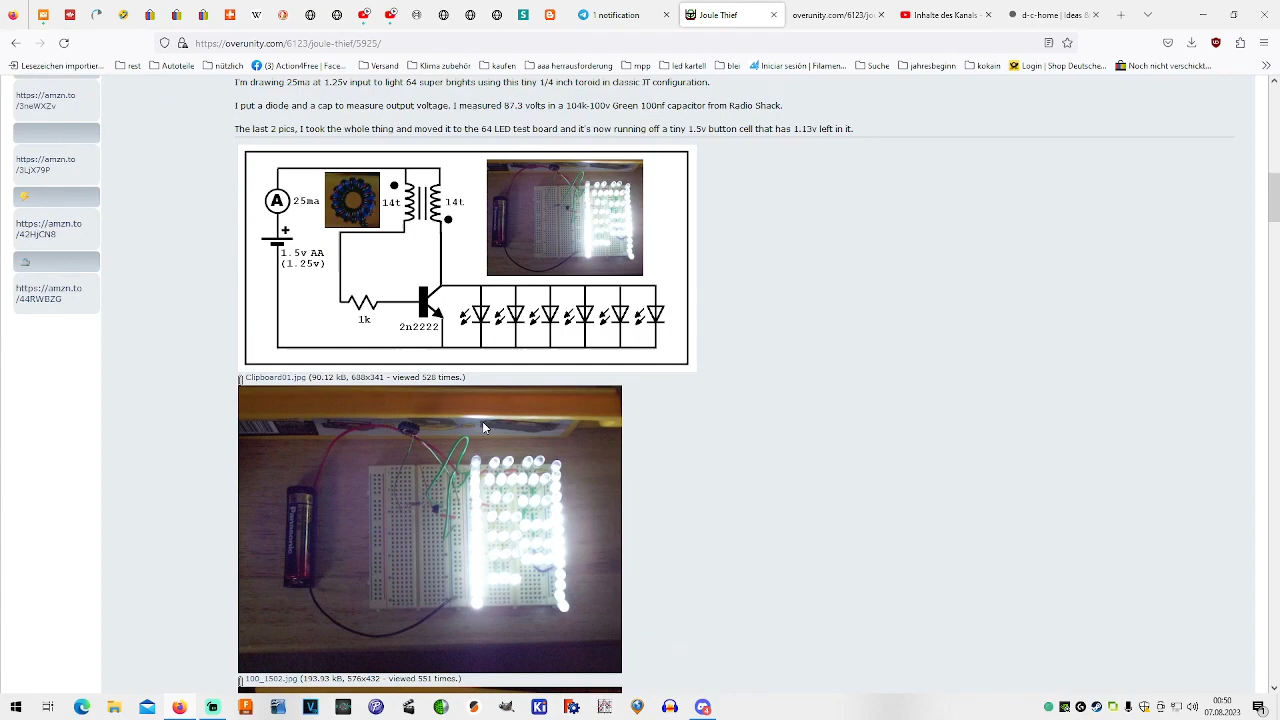 1 notification
Joule Thief
overunity.com/6123/jo
Inhalte des Kanals -
d-c-home.dealer
https://overunity.com/6123/joule-thief/5925/
Lesezeichen importier...
rest
Autoteile
nützlich
(3) Action4Free | Face...
Versand
Klima zubehör
kaufen
aaa herrausforderung
mpp
led kartell
blei
Iniciar sesión | Filamen...
Suche
jahresbeginn
kokain
Login | Shop Deutsche...
Noch nicht verschickt...
I'm drawing 25ma at 1.25v input to light 64 super brights using this tiny 1/4 inch toroid in classic JT configuration.
https://amzn.to
/3neWXZv
I put a diode and a cap to measure output voltage. I measured 87.3 volts in a 104k-100v Green 100nf capacitor from Radio Shack.
The last 2 pics, I took the whole thing and moved it to the 64 LED test board and it's now running off a tiny 1.5v button cell that has 1.13v left in it.
https://amzn.to
/3LjX79P
https://amzn.to
/42HjCN8
https://amzn.to
/44RWBZG
A
25ma
14t
14t
+
1.5v AA
(1.25v)
1k
2n2222
Clipboard01.jpg (90.12 kB, 688x341 - viewed 528 times.)
Panasonic
100_1502.jpg (193.93 kB, 576x432 - viewed 551 times.)
00:50
07.08.2023